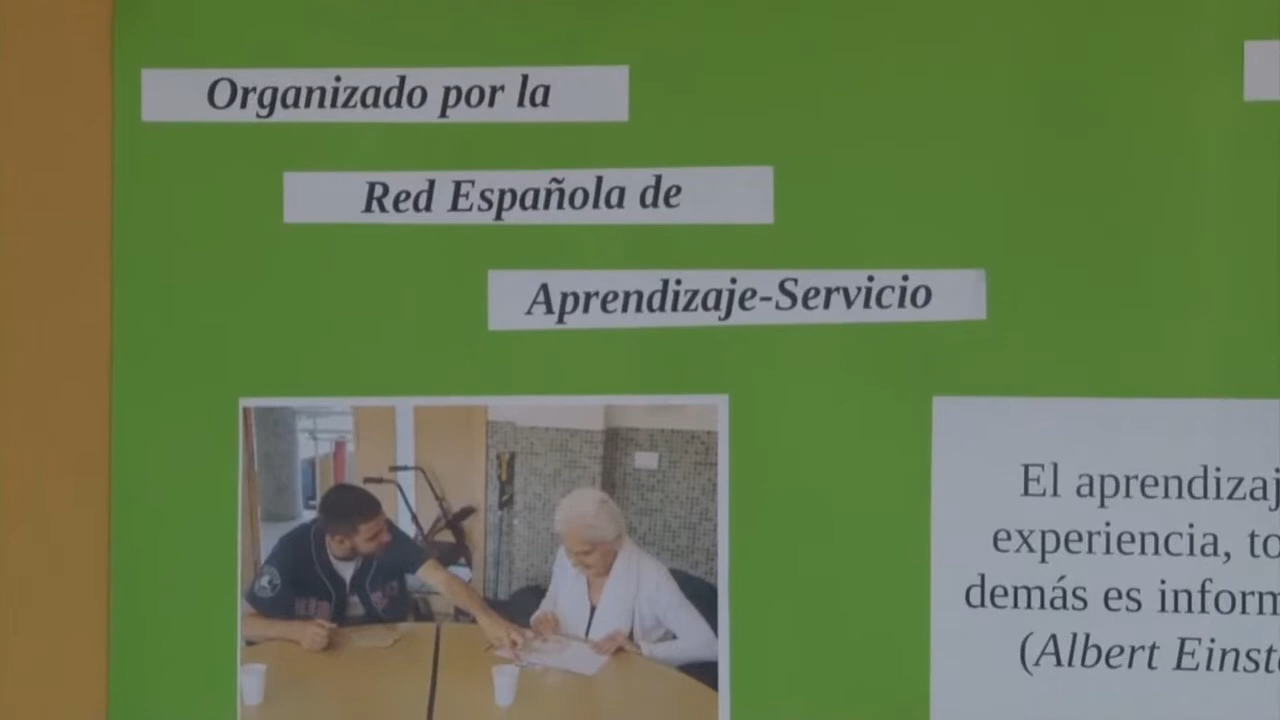 Organizado por la
Red Española de
Aprendizaje-Servicio
El
experiencia,
demás es
(Albert